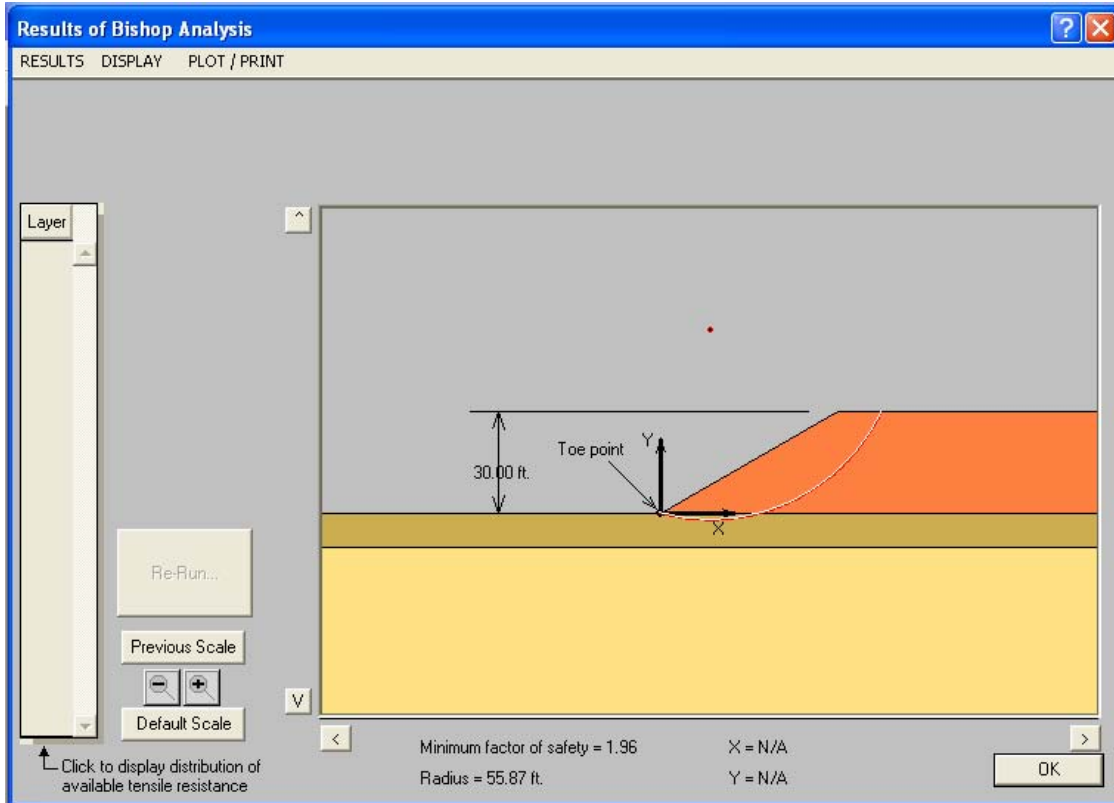 Results of Bishop Analysis
?
X
RESULTS DISPLAY PLOT / PRINT
Layer
^
Y
Toe point
30.00 ft.
X
Re-Run...
Previous Scale
Default Scale
V
<
>
Minimum factor of safety = 1.96
X = N/A
Radius = 55.87 ft.
Y = N/A
OK
Click to display distribution of
available tensile resistance